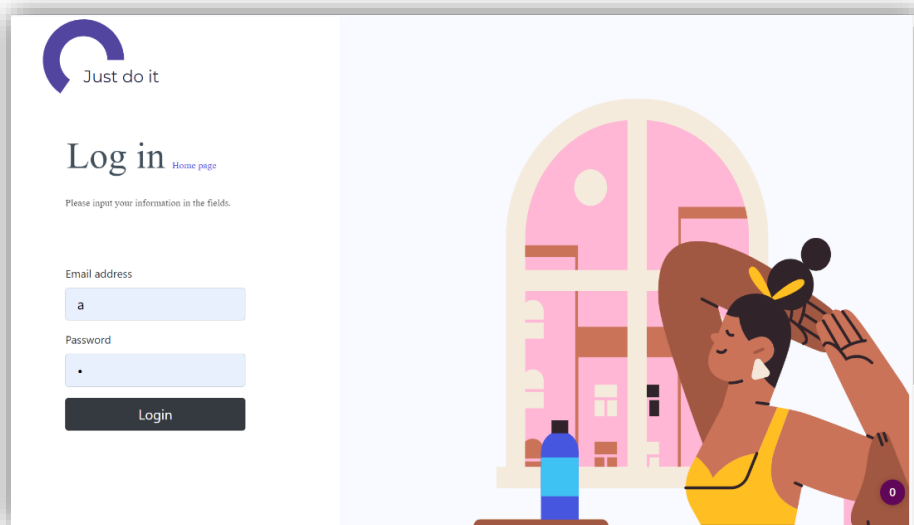 Just do it
Log in Home page
Please input your information in the fields.
Email address
a
Password
•
Login
0